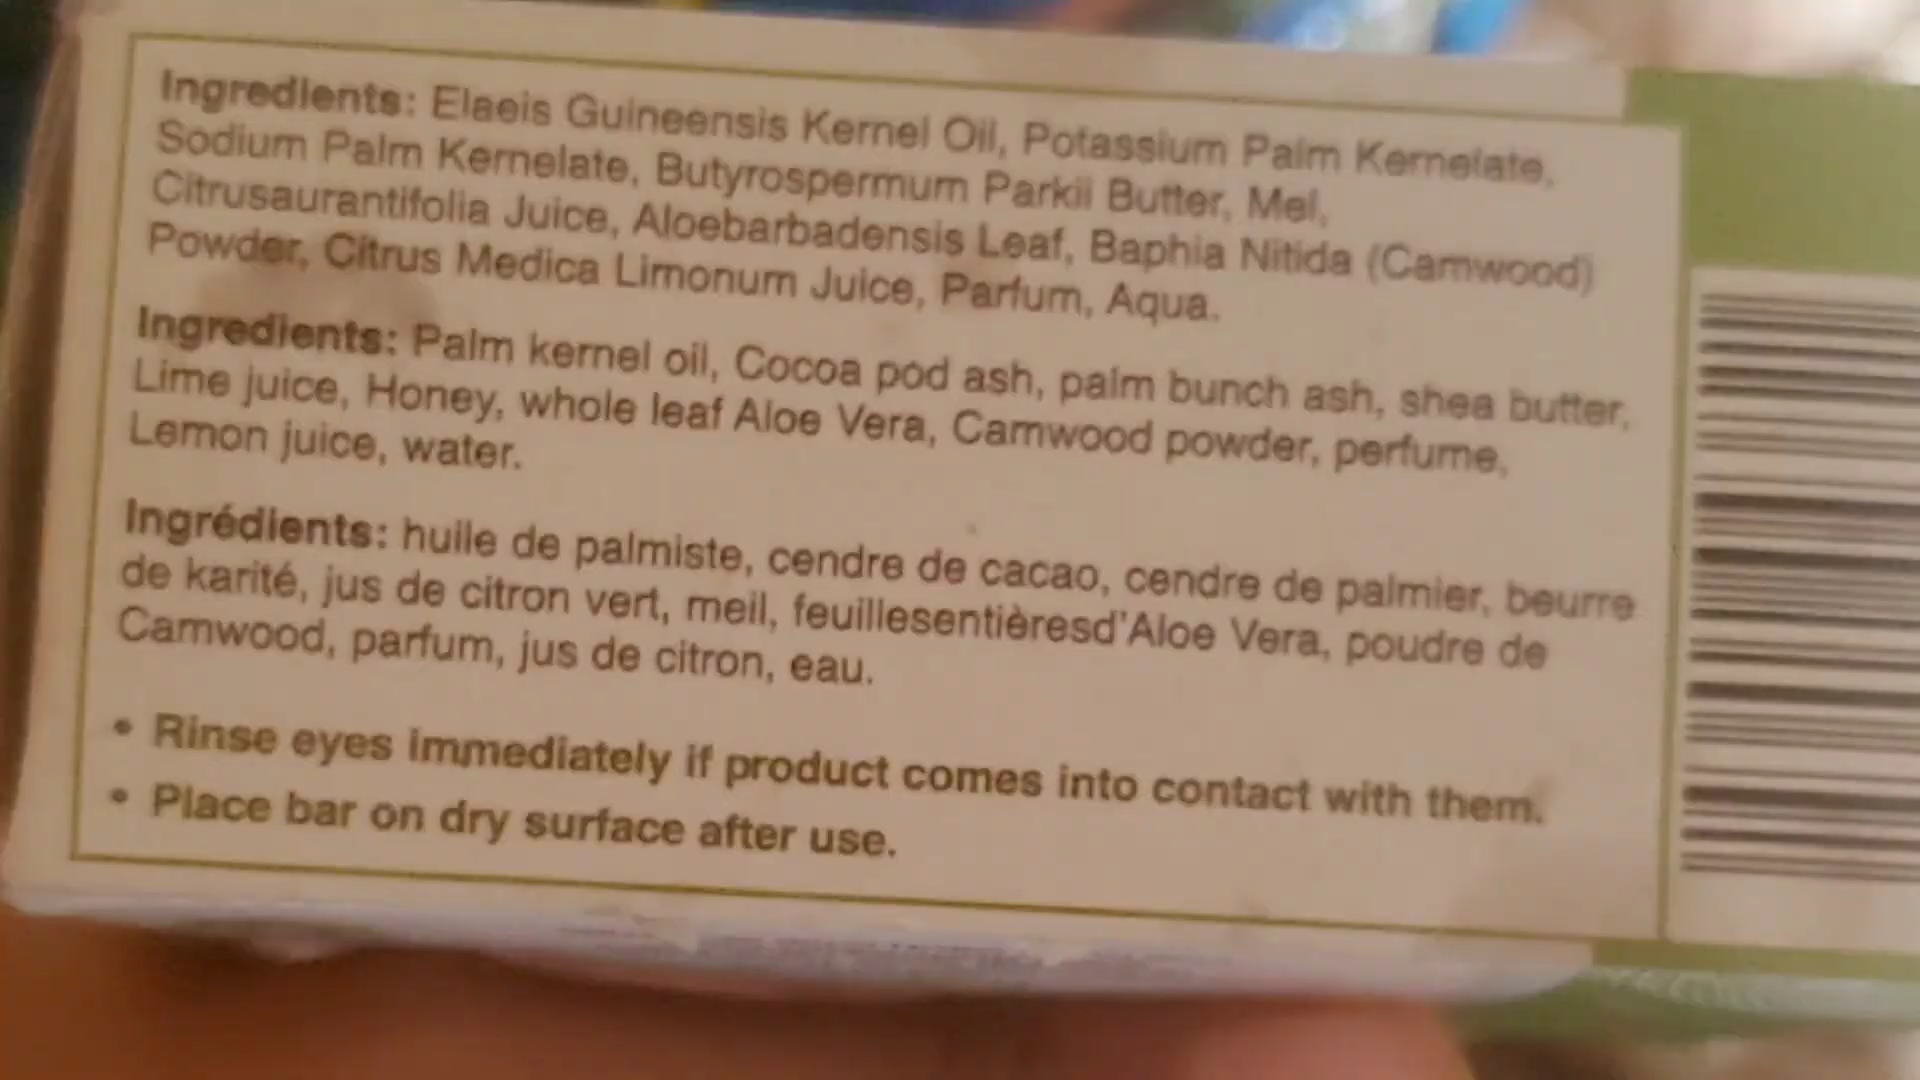 Ingredients: Elaeis Guineensis Kernel Oil, Potassium Palm Kernelate,
Sodium Palm Kernelate, Butyrospermum Parkii Butter, Mel,
Citrusaurantifolia Juice, Aloebarbadensis Leaf, Baphia Nitida (Camwood)
Powder, Citrus Medica Limonum Juice, Parfum, Aqua.
Ingredients: Palm kernel oil, Cocoa pod ash, palm bunch ash, shea butter,
Lime juice, Honey, whole leaf Aloe Vera, Camwood powder, perfume,
Lemon juice, water.
Ingrédients: huile de palmiste, cendre de cacao, cendre de palmier, beurre
de karité, jus de citron vert, meil, feuillesentièresd'Aloe Vera, poudre de
Camwood, parfum, jus de citron, eau.
• Rinse eyes immediately if product comes into contact with them.
• Place bar on dry surface after use.